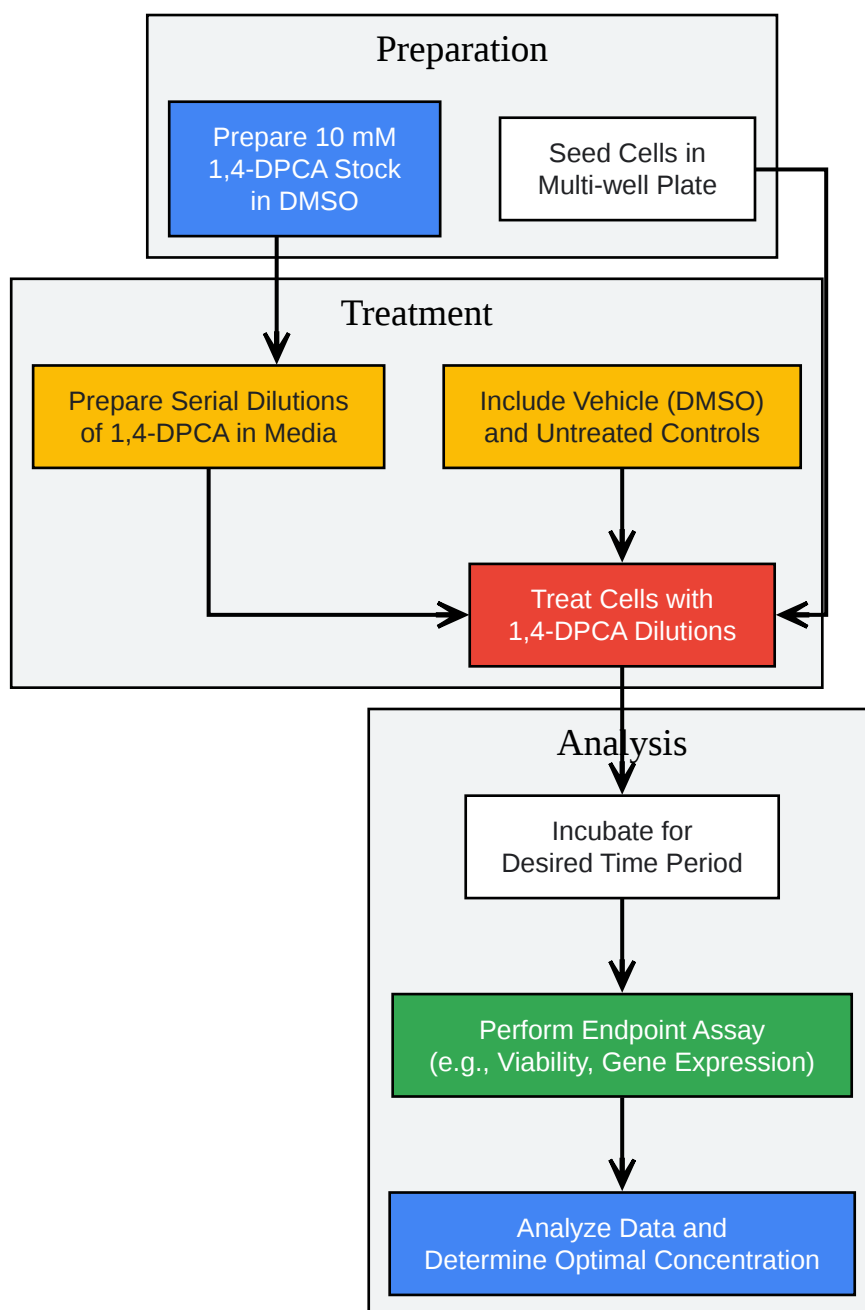 Preparation
Prepare 10 mM
1,4-DPCA Stock
in DMSO
Seed Cells in
Multi-well Plate
Treatment
Prepare Serial Dilutions
of 1,4-DPCA in Media
Include Vehicle (DMSO)
and Untreated Controls
Treat Cells with
1,4-DPCA Dilutions
Analysis
Incubate for
Desired Time Period
Perform Endpoint Assay
(e.g., Viability, Gene Expression)
Analyze Data and
Determine Optimal Concentration